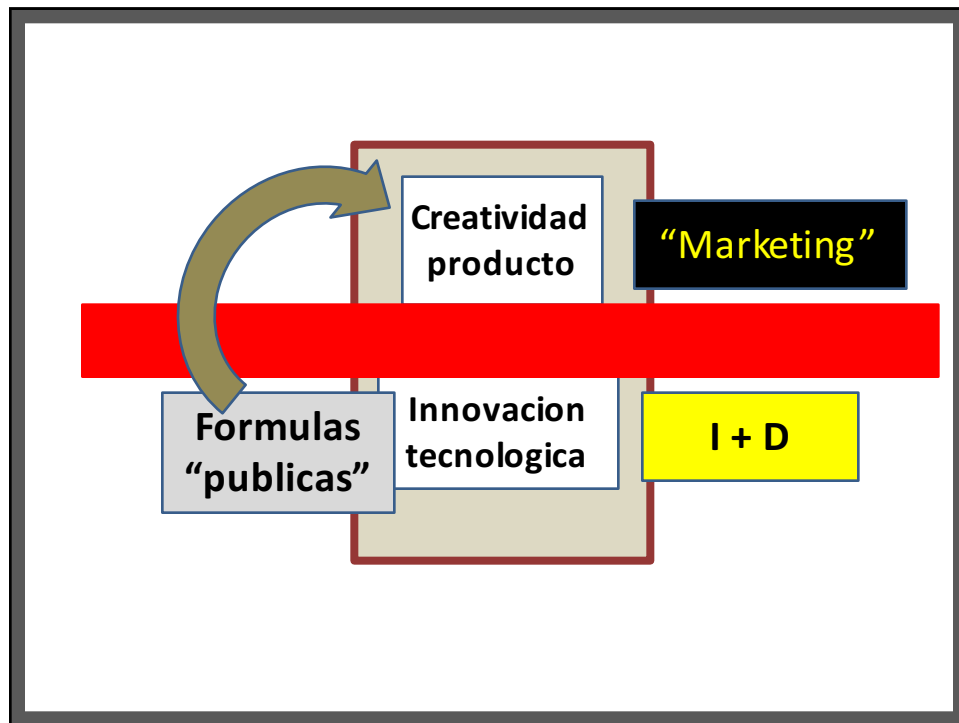 Creatividad
producto
“Marketing”
Formulas
“publicas”
Innovacion
tecnologica
I + D